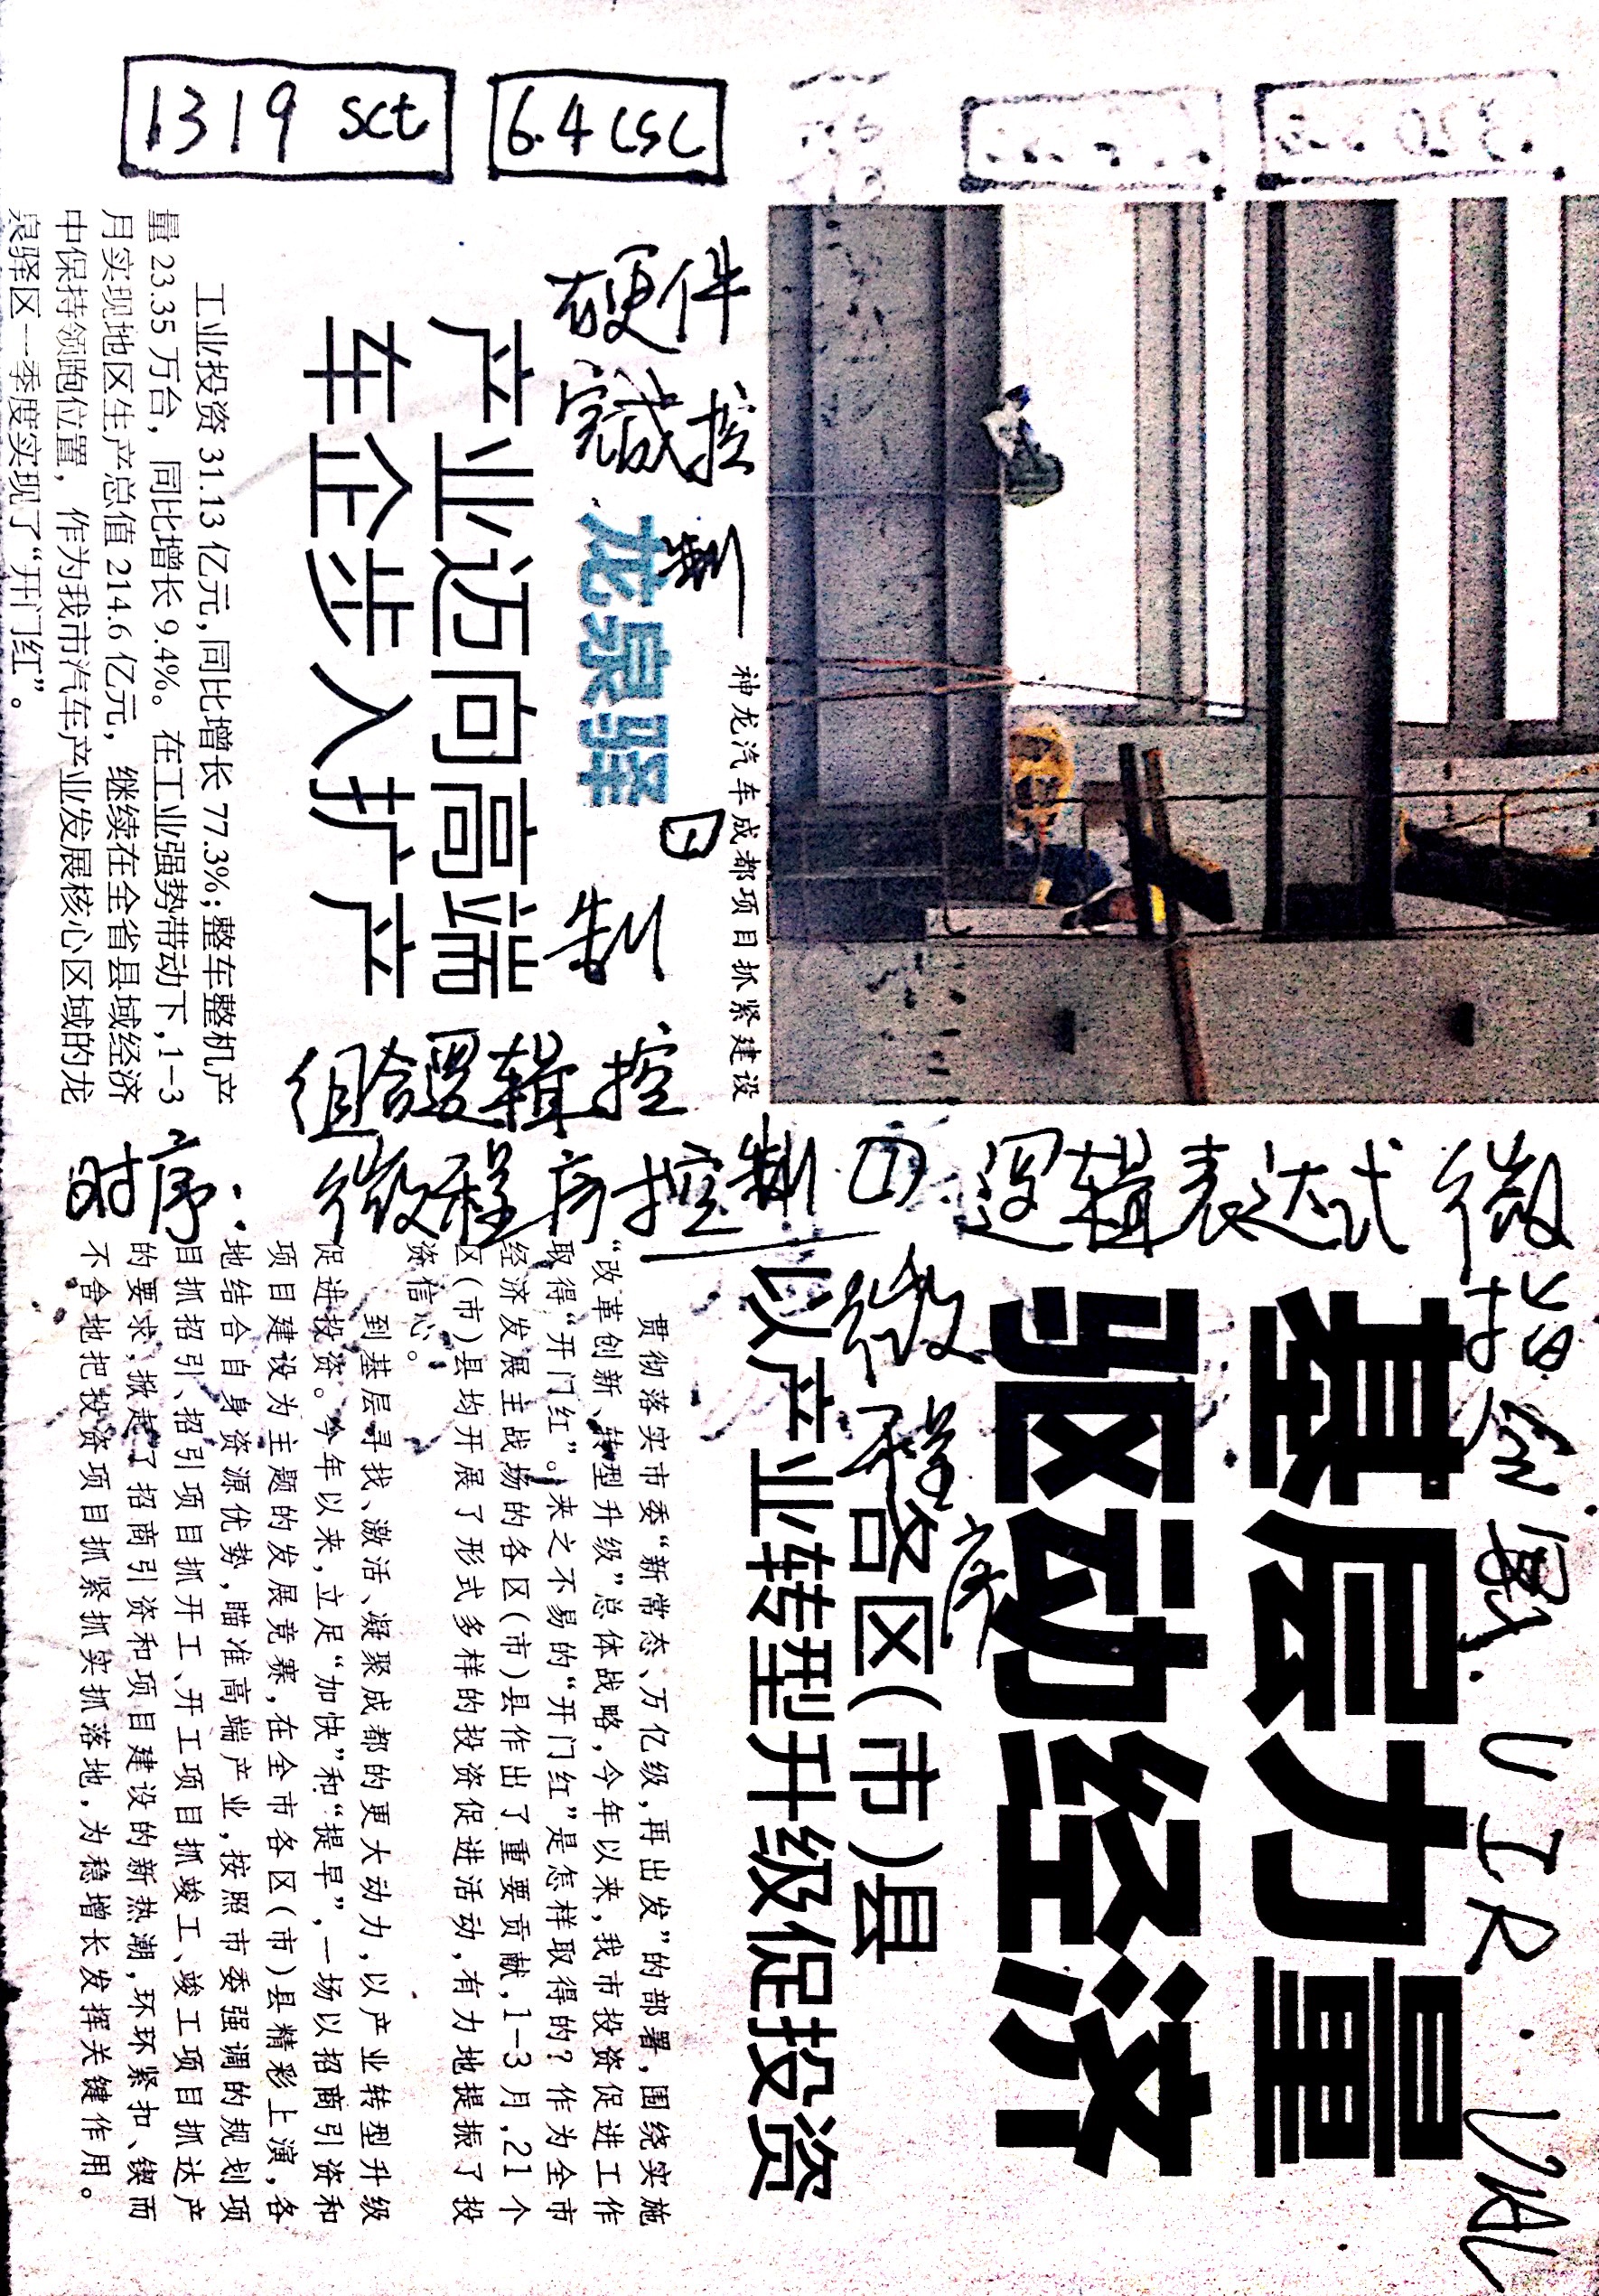 1319 sct
6.4 csc
硬件
完成 控
制
日
制
组合逻辑 控
时序： 微程序控制 ① 逻辑表达式 微
指令
微
程
序
U I R
基层力量
驱动经济
各区（市）县
以产业转型升级促投资
贯彻落实市委“新常态、万亿级，再出发”的部署，围绕实施
“改革创新、转型升级”总体战略，今年以来，我市投资促进工作
取得“开门红”。来之不易的“开门红”是怎样取得的？作为全市
经济发展主战场的各区（市）县作出了重要贡献，1-3月，21个
区（市）县均开展了形式多样的投资促进活动，有力地提振了投
资信心。
到基层寻找、激活、凝聚成都的更大动力，以产业转型升级
促进投资。今年以来，立足“加快”和“提早”，一场以招商引资和
项目建设为主题的发展竞赛，在全市各区（市）县精彩上演，各
地结合自身资源优势，瞄准高端产业，按照市委强调的规划项
目抓招引、招引项目抓开工、开工项目抓竣工、竣工项目抓达产
的要求，掀起了招商引资和项目建设的新热潮，环环紧扣、锲而
不舍地把投资项目抓紧抓实抓落地，为稳增长发挥关键作用。
神龙汽车成都项目抓紧建设
龙泉驿
产业迈向高端
车企步入扩产
工业投资31.13亿元，同比增长77.3%；整车整机产
量23.35万台，同比增长9.4%。在工业强势带动下，1-3
月实现地区生产总值214.6亿元，继续在全省县域经济
中保持领跑位置，作为我市汽车产业发展核心区域的龙
泉驿区一季度实现了“开门红”。